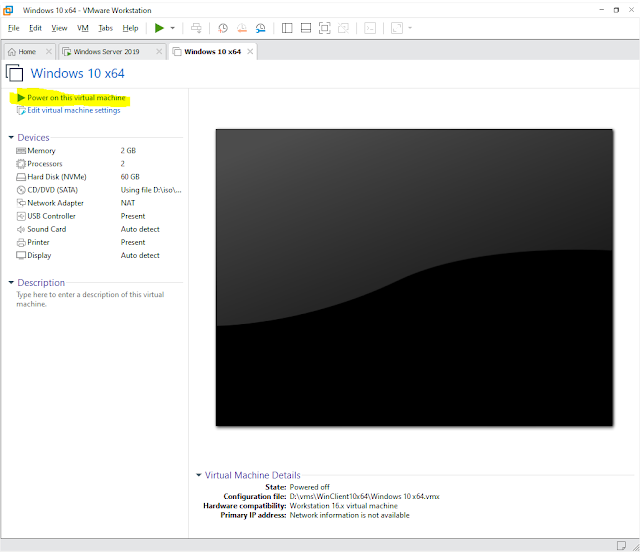 Windows 10 x64 - VMware Workstation
File Edit View VM Tabs Help
Home Windows Server 2019 Windows 10 x64
Windows 10 x64
Power on this virtual machine
Edit virtual machine settings
Devices
Memory 2 GB
Processors 2
Hard Disk (NVMe) 60 GB
CD/DVD (SATA) Using file D:\iso\...
Network Adapter NAT
USB Controller Present
Sound Card Auto detect
Printer Present
Display Auto detect
Description
Type here to enter a description of this virtual
machine.
Virtual Machine Details
State: Powered off
Configuration file: D:\vms\WinClient10x64\Windows 10 x64.vmx
Hardware compatibility: Workstation 16.x virtual machine
Primary IP address: Network information is not available